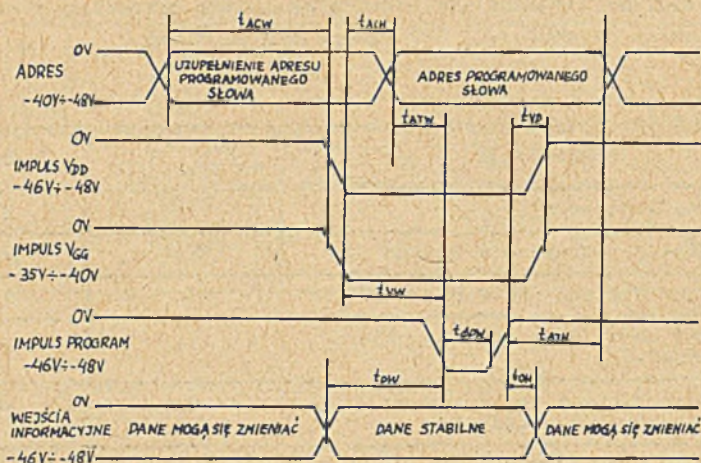 tACW
tACH
0V
ADRES
-40V÷-48V
UZUPEŁNIENIE ADRESU
PROGRAMOWANEGO
SŁOWA
ADRES PROGRAMOWANEGO
SŁOWA
tATW
tVD
0V
IMPULS VDD
-46V÷-48V
0V
IMPULS VGG
-35V÷-40V
tVW
0V
IMPULS PROGRAM
-46V÷-48V
tφPW
tATH
tDW
tDH
0V
WEJŚCIA
INFORMACYJNE
-46V÷-48V
DANE MOGĄ SIĘ ZMIENIAĆ
DANE STABILNE
DANE MOGĄ SIĘ ZMIENIAĆ